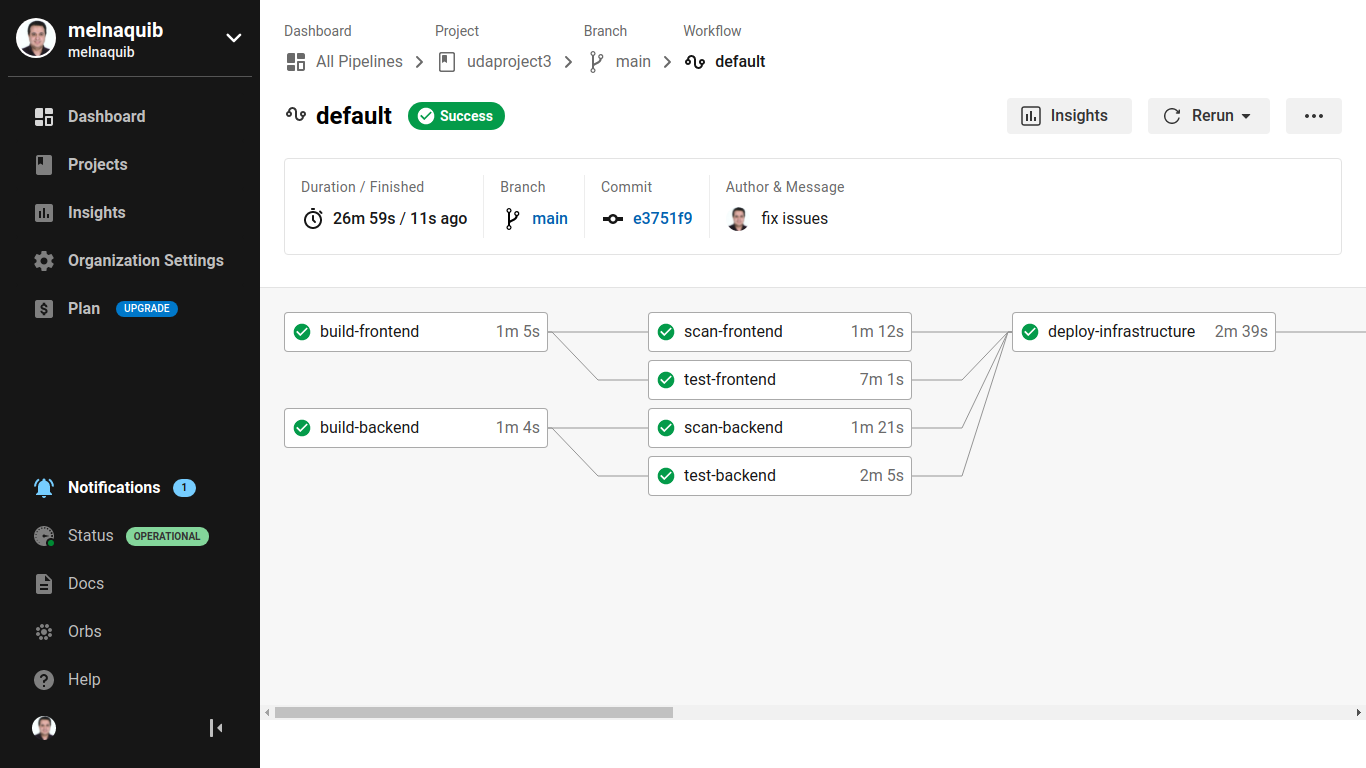 melnaquib
melnaquib
Dashboard
Projects
Insights
Organization Settings
Plan UPGRADE
Notifications 1
Status OPERATIONAL
Docs
Orbs
Help
Dashboard Project Branch Workflow
All Pipelines udaproject3 main default
default Success Insights Rerun
Duration / Finished Branch Commit Author & Message
26m 59s / 11s ago main e3751f9 fix issues
build-frontend 1m 5s scan-frontend 1m 12s deploy-infrastructure 2m 39s
test-frontend 7m 1s
build-backend 1m 4s scan-backend 1m 21s
test-backend 2m 5s